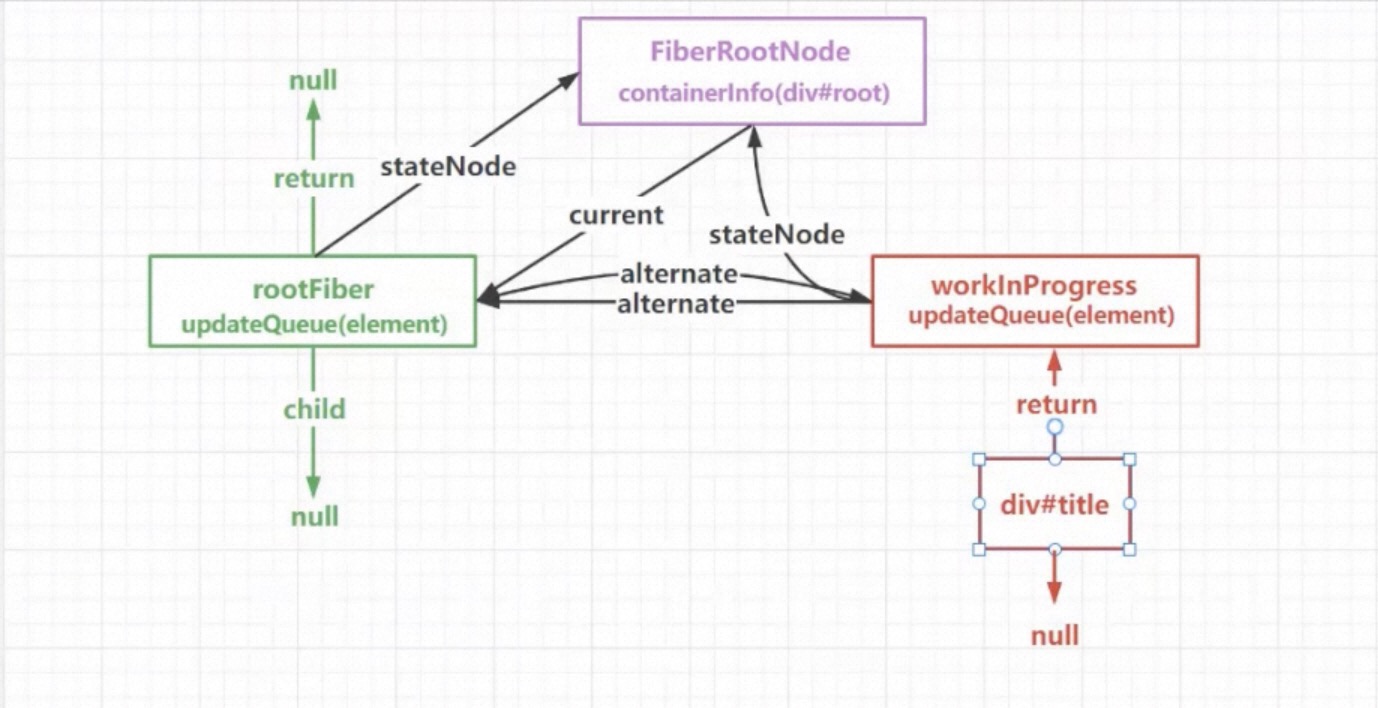 FiberRootNode
containerInfo(div#root)
null
return
stateNode
current
stateNode
alternate
alternate
rootFiber
updateQueue(element)
workInProgress
updateQueue(element)
child
null
return
div#title
null